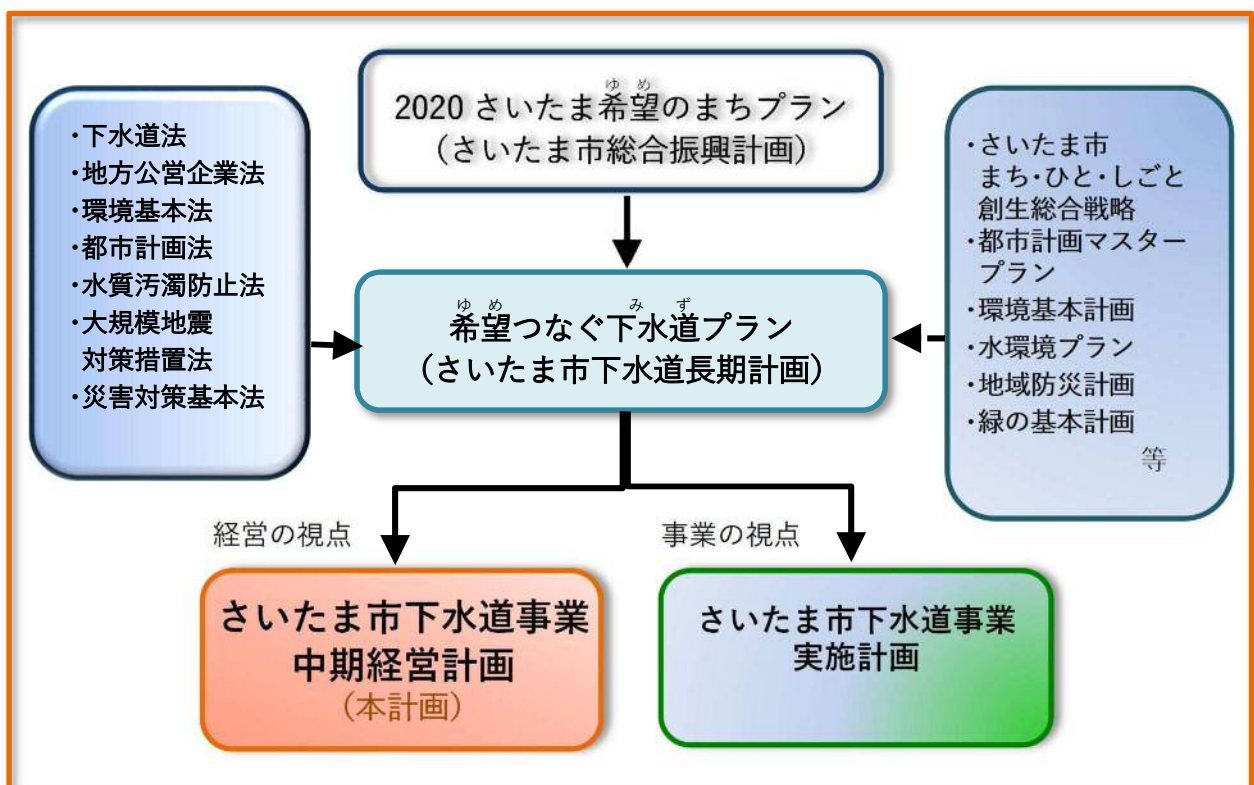 ゆめ
2020 さいたま希望のまちプラン
(さいたま市総合振興計画)
・下水道法
・地方公営企業法
・環境基本法
・都市計画法
・水質汚濁防止法
・大規模地震
対策措置法
・災害対策基本法
ゆめ みず
希望つなぐ下水道プラン
(さいたま市下水道長期計画)
・さいたま市
まち・ひと・しごと
創生総合戦略
・都市計画マスター
プラン
・環境基本計画
・水環境プラン
・地域防災計画
・緑の基本計画
等
経営の視点
さいたま市下水道事業
中期経営計画
(本計画)
事業の視点
さいたま市下水道事業
実施計画